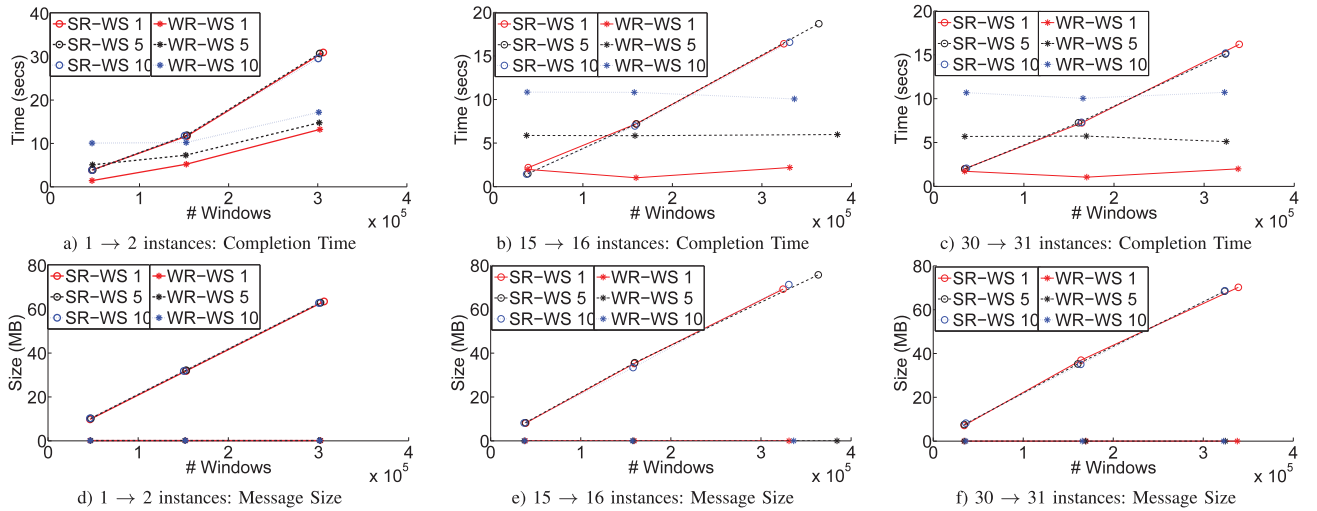 40
30
20
10
0
Time (secs)
SR−WS 1
SR−WS 5
SR−WS 10
WR−WS 1
WR−WS 5
WR−WS 10
0 1 2 3 4
# Windows
x 10^5
a) 1 → 2 instances: Completion Time
20
15
10
5
0
Time (secs)
SR−WS 1
SR−WS 5
SR−WS 10
WR−WS 1
WR−WS 5
WR−WS 10
0 1 2 3 4
# Windows
x 10^5
b) 15 → 16 instances: Completion Time
20
15
10
5
0
Time (secs)
SR−WS 1
SR−WS 5
SR−WS 10
WR−WS 1
WR−WS 5
WR−WS 10
0 1 2 3 4
# Windows
x 10^5
c) 30 → 31 instances: Completion Time
80
60
40
20
0
Size (MB)
SR−WS 1
SR−WS 5
SR−WS 10
WR−WS 1
WR−WS 5
WR−WS 10
0 1 2 3 4
# Windows
x 10^5
d) 1 → 2 instances: Message Size
80
60
40
20
0
Size (MB)
SR−WS 1
SR−WS 5
SR−WS 10
WR−WS 1
WR−WS 5
WR−WS 10
0 1 2 3 4
# Windows
x 10^5
e) 15 → 16 instances: Message Size
80
60
40
20
0
Size (MB)
SR−WS 1
SR−WS 5
SR−WS 10
WR−WS 1
WR−WS 5
WR−WS 10
0 1 2 3 4
# Windows
x 10^5
f) 30 → 31 instances: Message Size